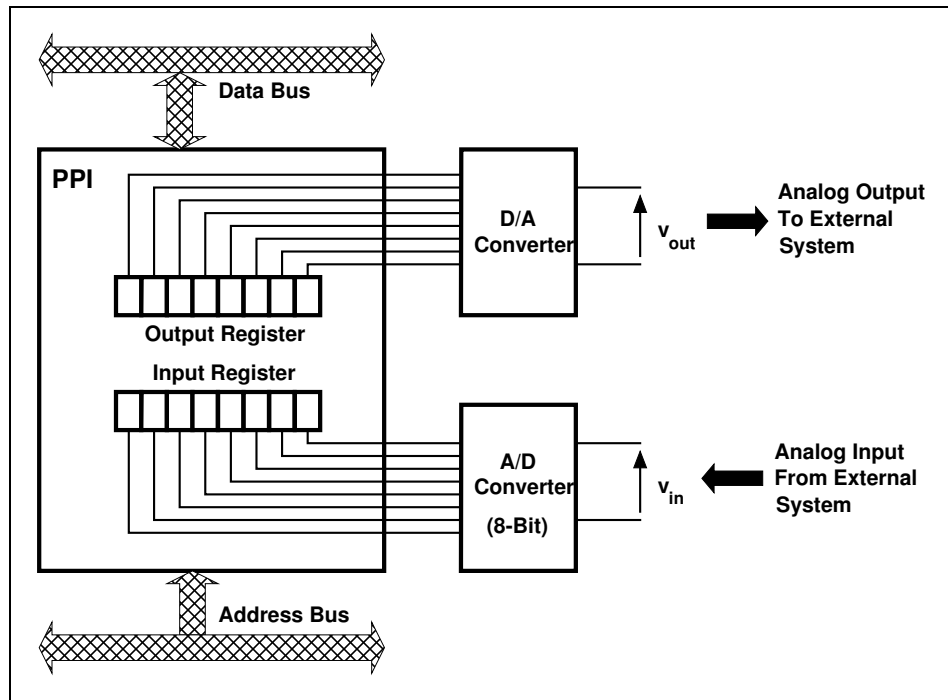 Data Bus
PPI
D/A
Converter
v out
Analog Output
To External
System
Output Register
Input Register
A/D
Converter
(8-Bit)
v in
Analog Input
From External
System
Address Bus